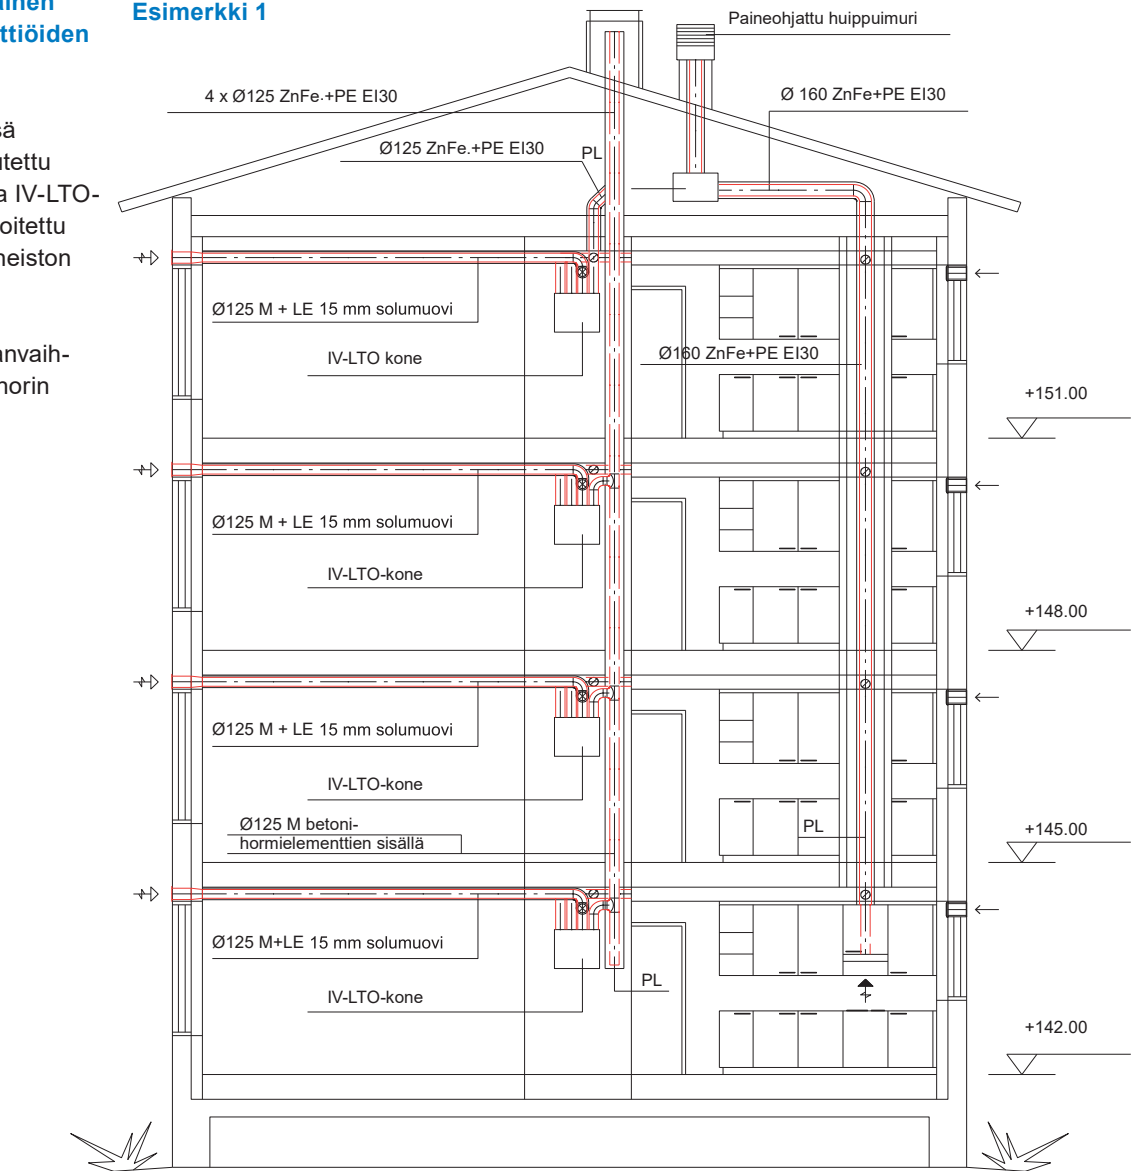 Esimerkki 1
ttiöiden
Paineohjattu huippuimuri
4 x Ø125 ZnFe.+PE EI30
Ø 160 ZnFe+PE EI30
Ø125 ZnFe.+PE EI30
PL
a IV-LTO-
Ø125 M + LE 15 mm solumuovi
IV-LTO kone
Ø160 ZnFe+PE EI30
+151.00
Ø125 M + LE 15 mm solumuovi
IV-LTO-kone
+148.00
Ø125 M + LE 15 mm solumuovi
IV-LTO-kone
Ø125 M betoni-
hormielementtien sisällä
PL
+145.00
Ø125 M+LE 15 mm solumuovi
IV-LTO-kone
PL
+142.00